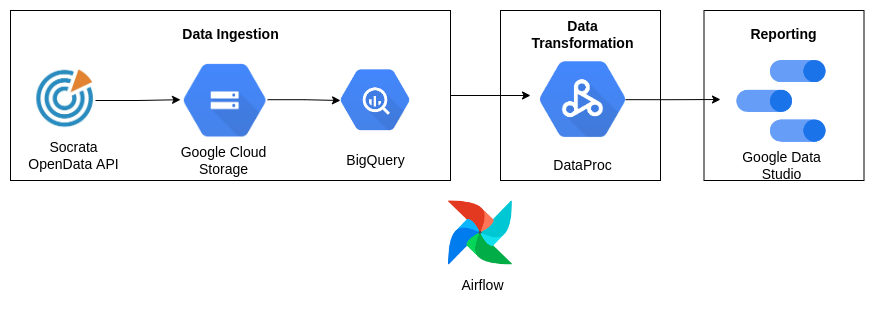 Data Ingestion
Socrata
OpenData API
Google Cloud
Storage
BigQuery
Data
Transformation
DataProc
Reporting
Google Data
Studio
Airflow